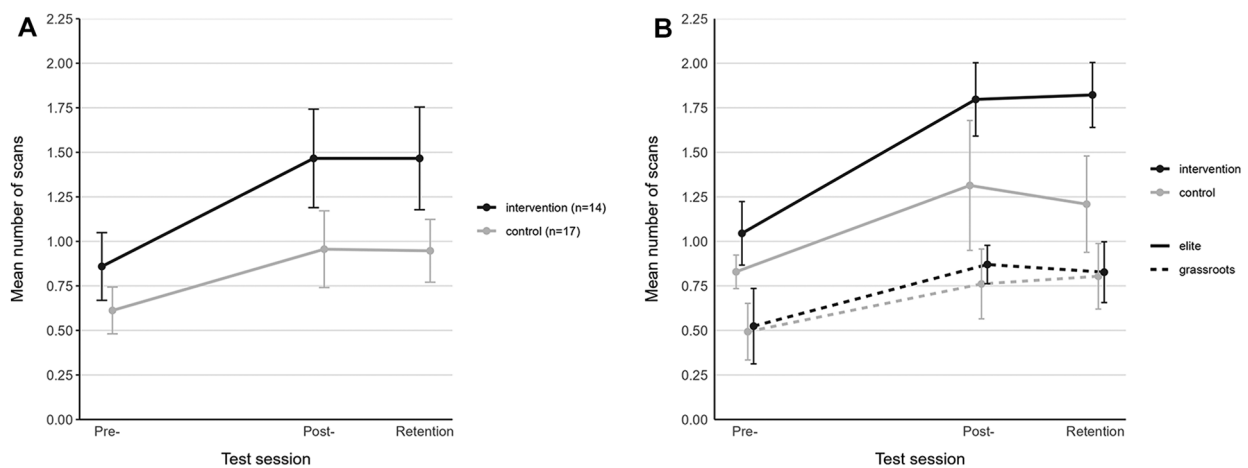 A
Mean number of scans
2.25
2.00
1.75
1.50
1.25
1.00
0.75
0.50
0.25
0.00
Pre-
Post-
Retention
Test session
intervention (n=14)
control (n=17)
B
Mean number of scans
2.25
2.00
1.75
1.50
1.25
1.00
0.75
0.50
0.25
0.00
Pre-
Post-
Retention
Test session
intervention
control
elite
grassroots